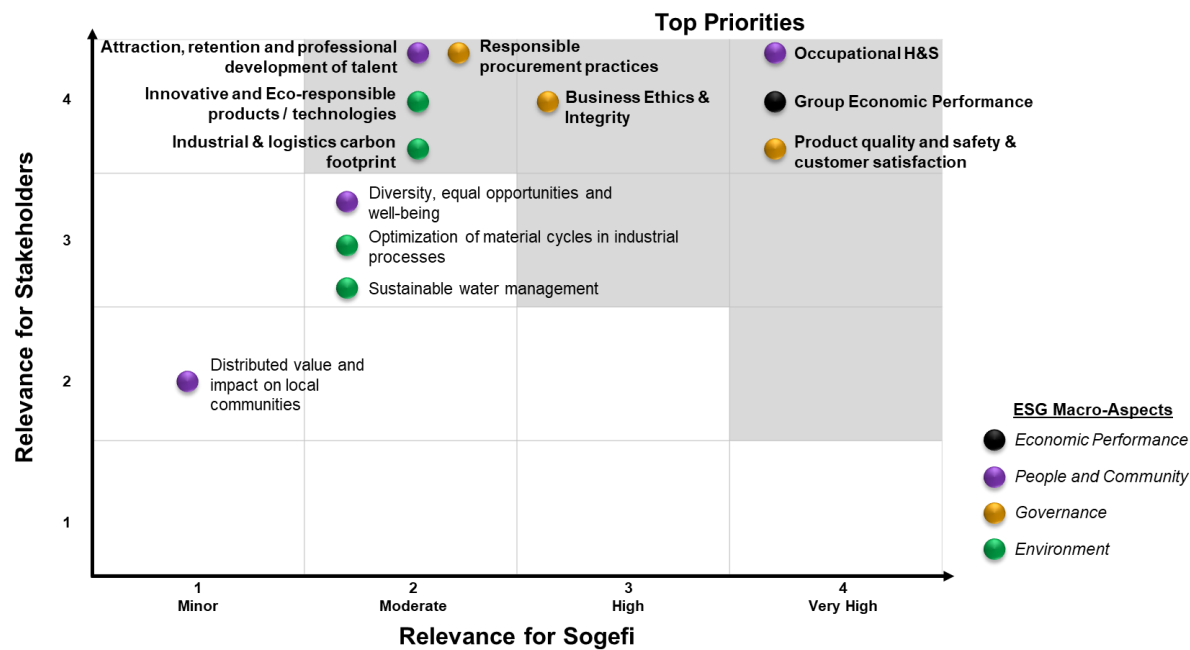 Top Priorities
Attraction, retention and professional
development of talent
Responsible
procurement practices
Occupational H&S
Innovative and Eco-responsible
products / technologies
Business Ethics &
Integrity
Group Economic Performance
Industrial & logistics carbon
footprint
Product quality and safety &
customer satisfaction
Diversity, equal opportunities and
well-being
Optimization of material cycles in industrial
processes
Sustainable water management
Distributed value and
impact on local
communities
Relevance for Stakeholders
4
3
2
1
1
Minor
2
Moderate
3
High
4
Very High
Relevance for Sogefi
ESG Macro-Aspects
Economic Performance
People and Community
Governance
Environment